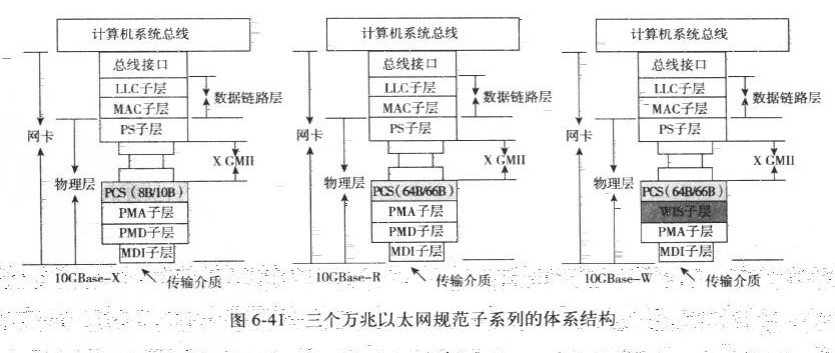 计算机系统总线
总线接口
LLC子层
MAC子层
PS子层
数据链路层
网卡
X GMII
物理层
PCS(8B/10B)
PMA子层
PMD子层
MDI子层
10GBase-X
传输介质
计算机系统总线
总线接口
LLC子层
MAC子层
PS子层
数据链路层
网卡
X GMII
物理层
PCS(64B/66B)
PMA子层
PMD子层
MDI子层
10GBase-R
传输介质
计算机系统总线
总线接口
LLC子层
MAC子层
PS子层
数据链路层
网卡
X GMII
物理层
PCS(64B/66B)
WIS子层
PMA子层
MDI子层
10GBase-W
传输介质
图 6-41 三个万兆以太网规范子系列的体系结构